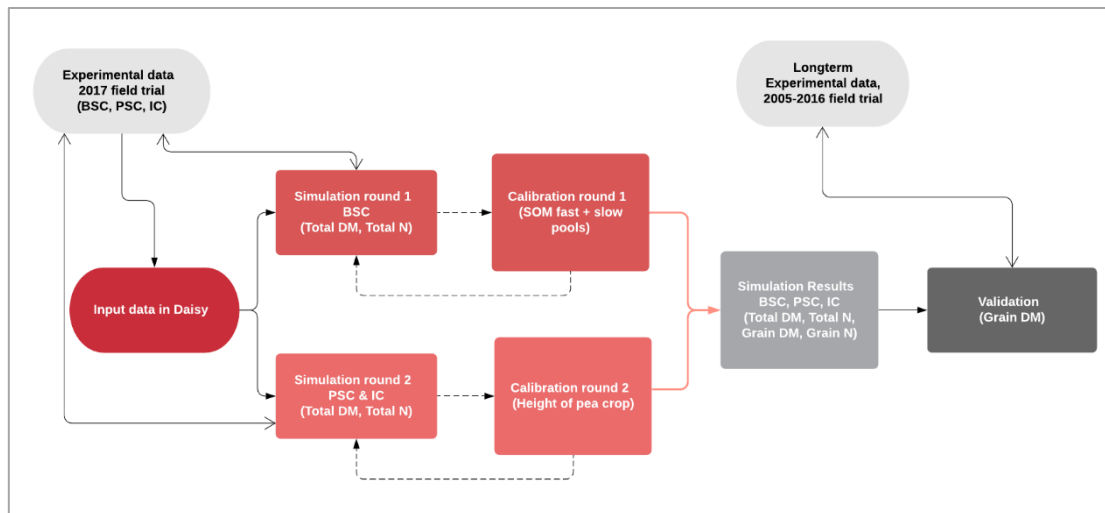 Experimental data
2017 field trial
(BSC, PSC, IC)
Longterm
Experimental data,
2005-2016 field trial
Simulation round 1
BSC
(Total DM, Total N)
Calibration round 1
(SOM fast + slow
pools)
Input data in Daisy
Simulation Results
BSC, PSC, IC
(Total DM, Total N,
Grain DM, Grain N)
Validation
(Grain DM)
Simulation round 2
PSC & IC
(Total DM, Total N)
Calibration round 2
(Height of pea crop)